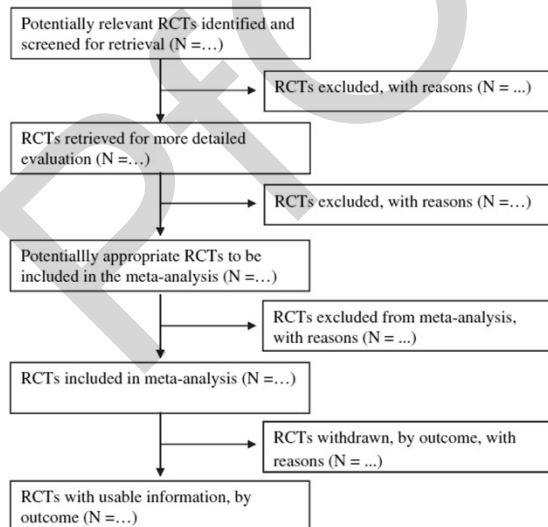 Potentially relevant RCTs identified and
screened for retrieval (N =…)
RCTs excluded, with reasons (N = ...)
RCTs retrieved for more detailed
evaluation (N =…)
RCTs excluded, with reasons (N =…)
Potentiallly appropriate RCTs to be
included in the meta-analysis (N =…)
RCTs excluded from meta-analysis,
with reasons (N = ...)
RCTs included in meta-analysis (N =…)
RCTs withdrawn, by outcome, with
reasons (N = ...)
RCTs with usable information, by
outcome (N =…)